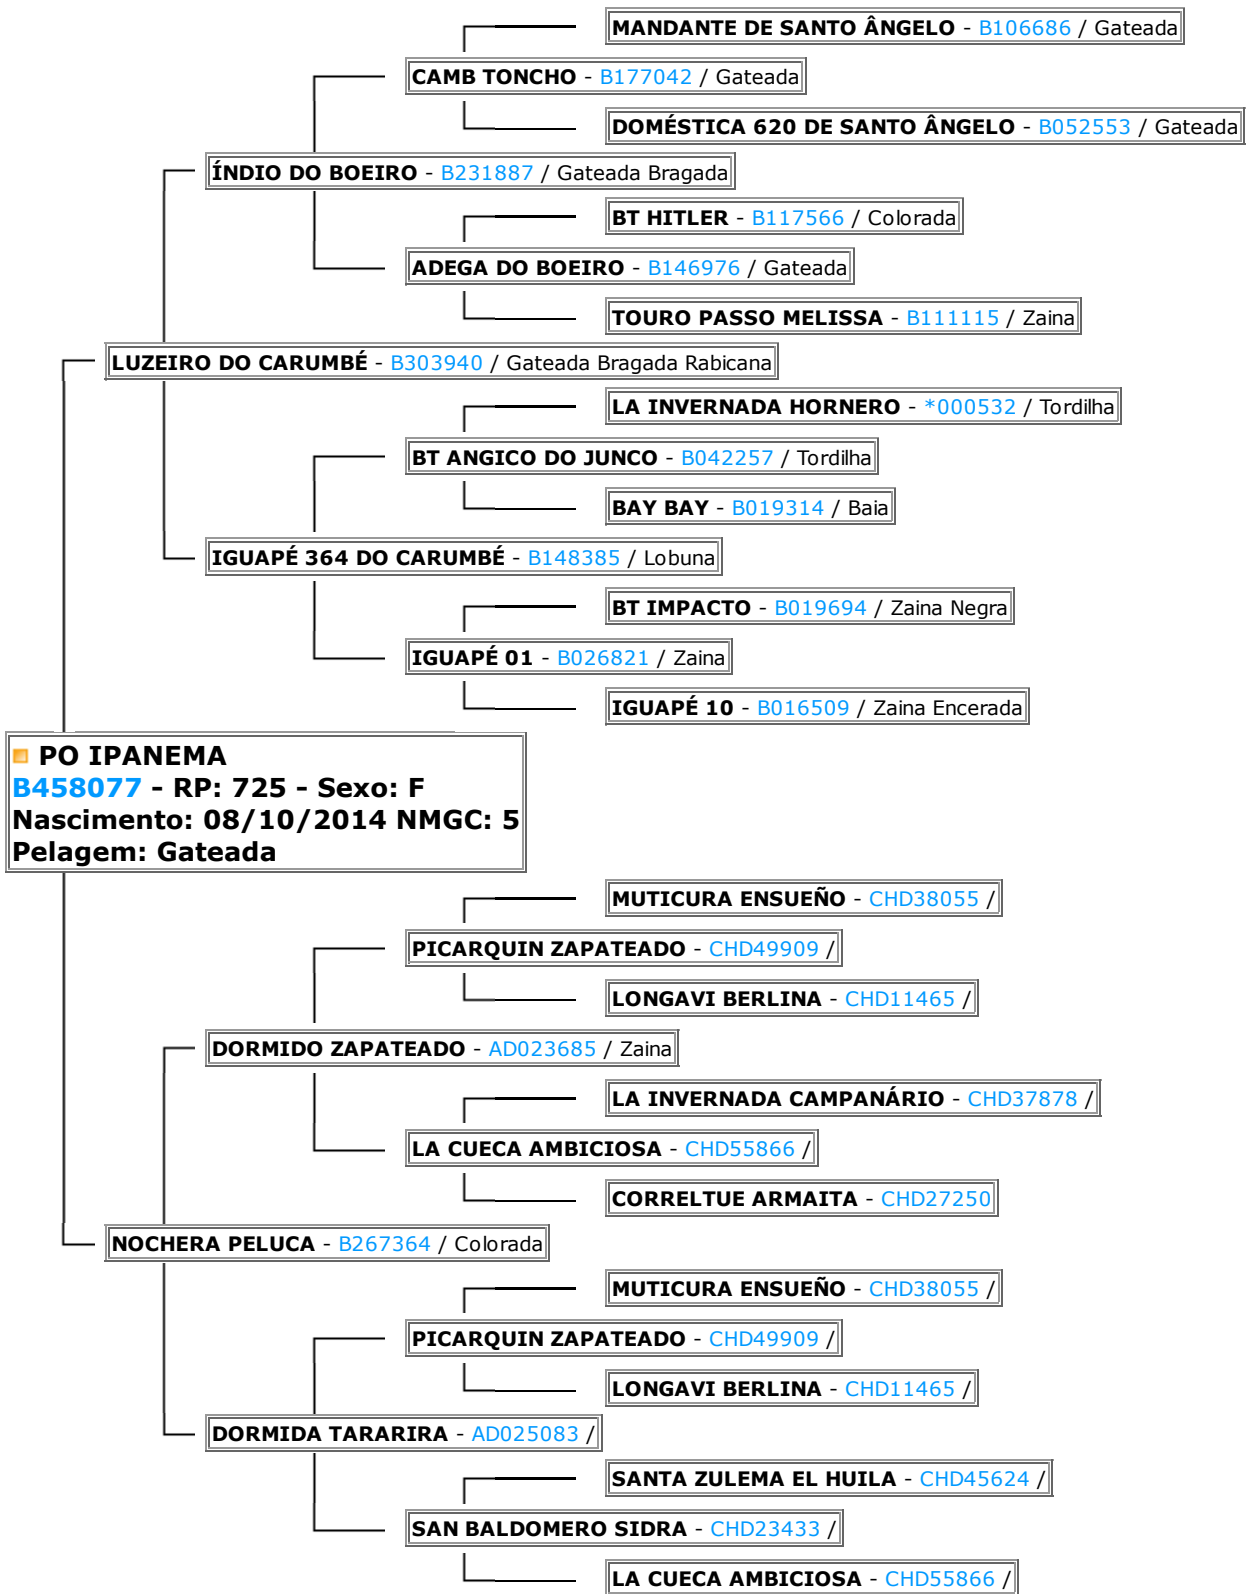 MANDANTE DE SANTO ÂNGELO - B106686 / Gateada
CAMB TONCHO - B177042 / Gateada
DOMÉSTICA 620 DE SANTO ÂNGELO - B052553 / Gateada
ÍNDIO DO BOEIRO - B231887 / Gateada Bragada
BT HITLER - B117566 / Colorada
ADEGA DO BOEIRO - B146976 / Gateada
TOURO PASSO MELISSA - B111115 / Zaina
LUZEIRO DO CARUMBÉ - B303940 / Gateada Bragada Rabicana
LA INVERNADA HORNERO - *000532 / Tordilha
BT ANGICO DO JUNCO - B042257 / Tordilha
BAY BAY - B019314 / Baia
IGUAPÉ 364 DO CARUMBÉ - B148385 / Lobuna
BT IMPACTO - B019694 / Zaina Negra
IGUAPÉ 01 - B026821 / Zaina
IGUAPÉ 10 - B016509 / Zaina Encerada
PO IPANEMA
B458077 - RP: 725 - Sexo: F
Nascimento: 08/10/2014 NMGC: 5
Pelagem: Gateada
MUTICURA ENSUEÑO - CHD38055 /
PICARQUIN ZAPATEADO - CHD49909 /
LONGAVI BERLINA - CHD11465 /
DORMIDO ZAPATEADO - AD023685 / Zaina
LA INVERNADA CAMPANÁRIO - CHD37878 /
LA CUECA AMBICIOSA - CHD55866 /
CORRELTUE ARMAITA - CHD27250
NOCHERA PELUCA - B267364 / Colorada
MUTICURA ENSUEÑO - CHD38055 /
PICARQUIN ZAPATEADO - CHD49909 /
LONGAVI BERLINA - CHD11465 /
DORMIDA TARARIRA - AD025083 /
SANTA ZULEMA EL HUILA - CHD45624 /
SAN BALDOMERO SIDRA - CHD23433 /
LA CUECA AMBICIOSA - CHD55866 /